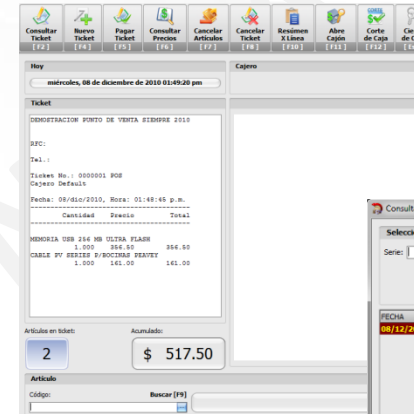 Consultar Ticket [F2]
Nuevo Ticket [F4]
Pagar Ticket [F5]
Consultar Precios [F6]
Cancelar Artículos [F7]
Cancelar Ticket [F8]
Resúmen X Línea [F10]
Abre Cajón [F11]
Corte de Caja [F12]
Hoy
Cajero
miércoles, 08 de diciembre de 2010 01:49:20 pm
Ticket
DEMOSTRACION PUNTO DE VENTA SIEMPRE 2010
RFC:
Tel.:
Ticket No.: 0000001 POS
Cajero Default
Fecha: 08/dic/2010, Hora: 01:48:45 p.m.
Cantidad Precio Total
MEMORIA USB 256 MB ULTRA FLASH
1.000 356.50 356.50
CABLE PV SERIES P/BOCINAS PEAVEY
1.000 161.00 161.00
Consult
Selecci
Serie:
FECHA
08/12/2
Artículos en ticket:
Acumulado:
2
$ 517.50
Artículo
Código:
Buscar [F9]